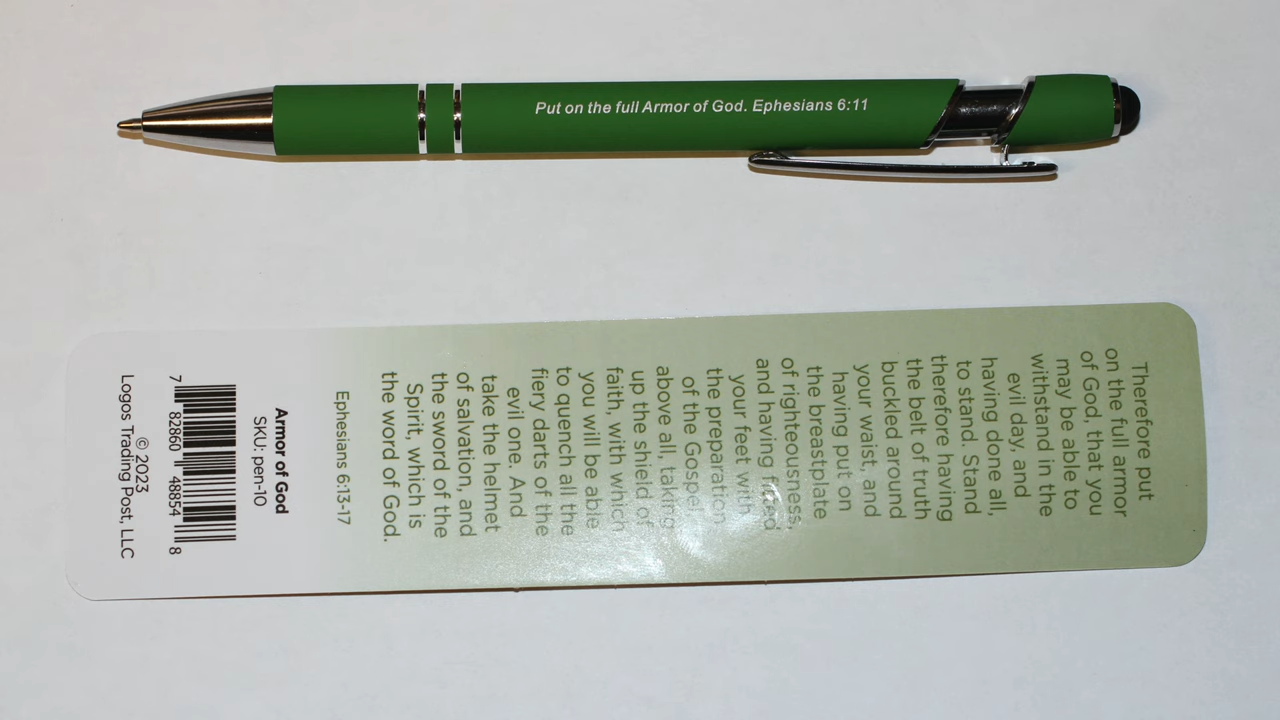 Put on the full Armor of God. Ephesians 6:11
Therefore put
on the full armor
of God, that you
may be able to
withstand in the
evil day, and
having done all,
to stand. Stand
therefore having
the belt of truth
buckled around
your waist, and
having put on
the breastplate
of righteousness,
and having fitted
your feet with
the preparation
of the Gospel
above all, taking
up the shield of
faith, with which
you will be able
to quench all the
fiery darts of the
evil one. And
take the helmet
of salvation, and
the sword of the
Spirit, which is
the word of God.
Ephesians 6:13-17
Armor of God
SKU: pen-10
7 82860 48854 8
© 2023
Logos Trading Post, LLC